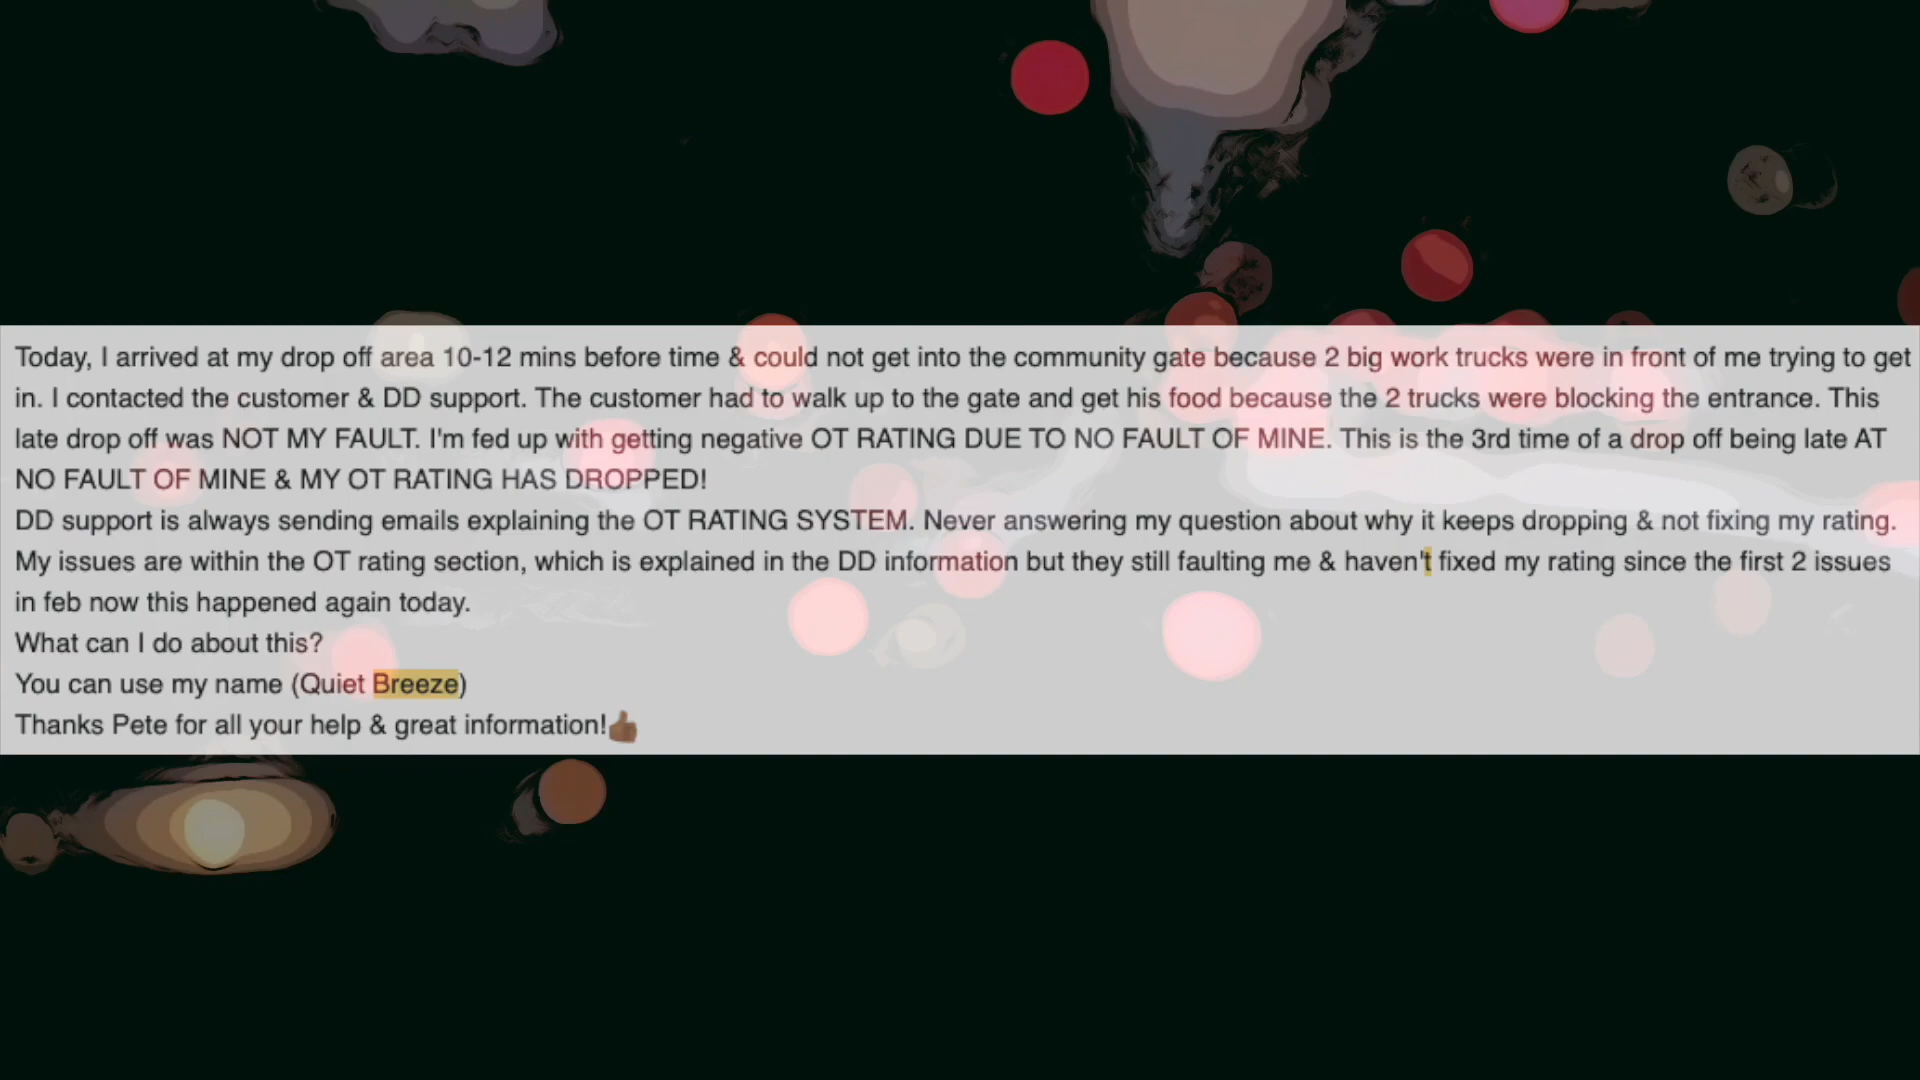 Today, I arrived at my drop off area 10-12 mins before time & could not get into the community gate because 2 big work trucks were in front of me trying to get
in. I contacted the customer & DD support. The customer had to walk up to the gate and get his food because the 2 trucks were blocking the entrance. This
late drop off was NOT MY FAULT. I'm fed up with getting negative OT RATING DUE TO NO FAULT OF MINE. This is the 3rd time of a drop off being late AT
NO FAULT OF MINE & MY OT RATING HAS DROPPED!
DD support is always sending emails explaining the OT RATING SYSTEM. Never answering my question about why it keeps dropping & not fixing my rating.
My issues are within the OT rating section, which is explained in the DD information but they still faulting me & haven't fixed my rating since the first 2 issues
in feb now this happened again today.
What can I do about this?
You can use my name (Quiet Breeze)
Thanks Pete for all your help & great information!👍🏾